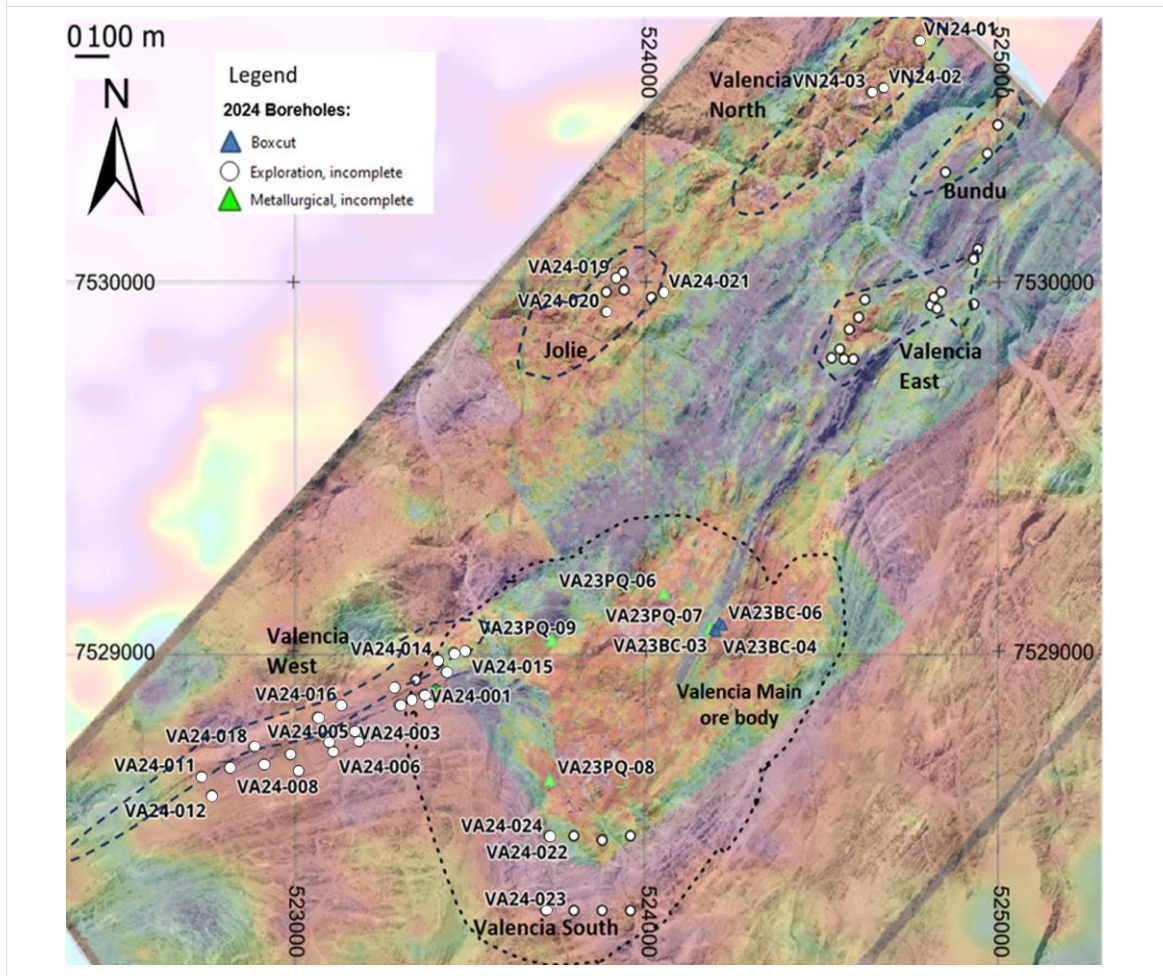 0 100 m
N
Legend
2024 Boreholes:
Boxcut
Exploration, incomplete
Metallurgical, incomplete
524000
525000
VN24-01
Valencia
North
VN24-03
VN24-02
Bundu
7530000
7530000
VA24-019
VA24-020
VA24-021
Jolie
Valencia
East
VA23PQ-06
VA23PQ-07
VA23BC-06
VA23PQ-09
VA23BC-03
VA23BC-04
7529000
7529000
Valencia
West
VA24-014
VA24-015
VA24-016
VA24-001
Valencia Main
ore body
VA24-018
VA24-005
VA24-003
VA24-011
VA24-006
VA23PQ-08
VA24-008
VA24-012
VA24-024
VA24-022
VA24-023
Valencia South
523000
524000
525000